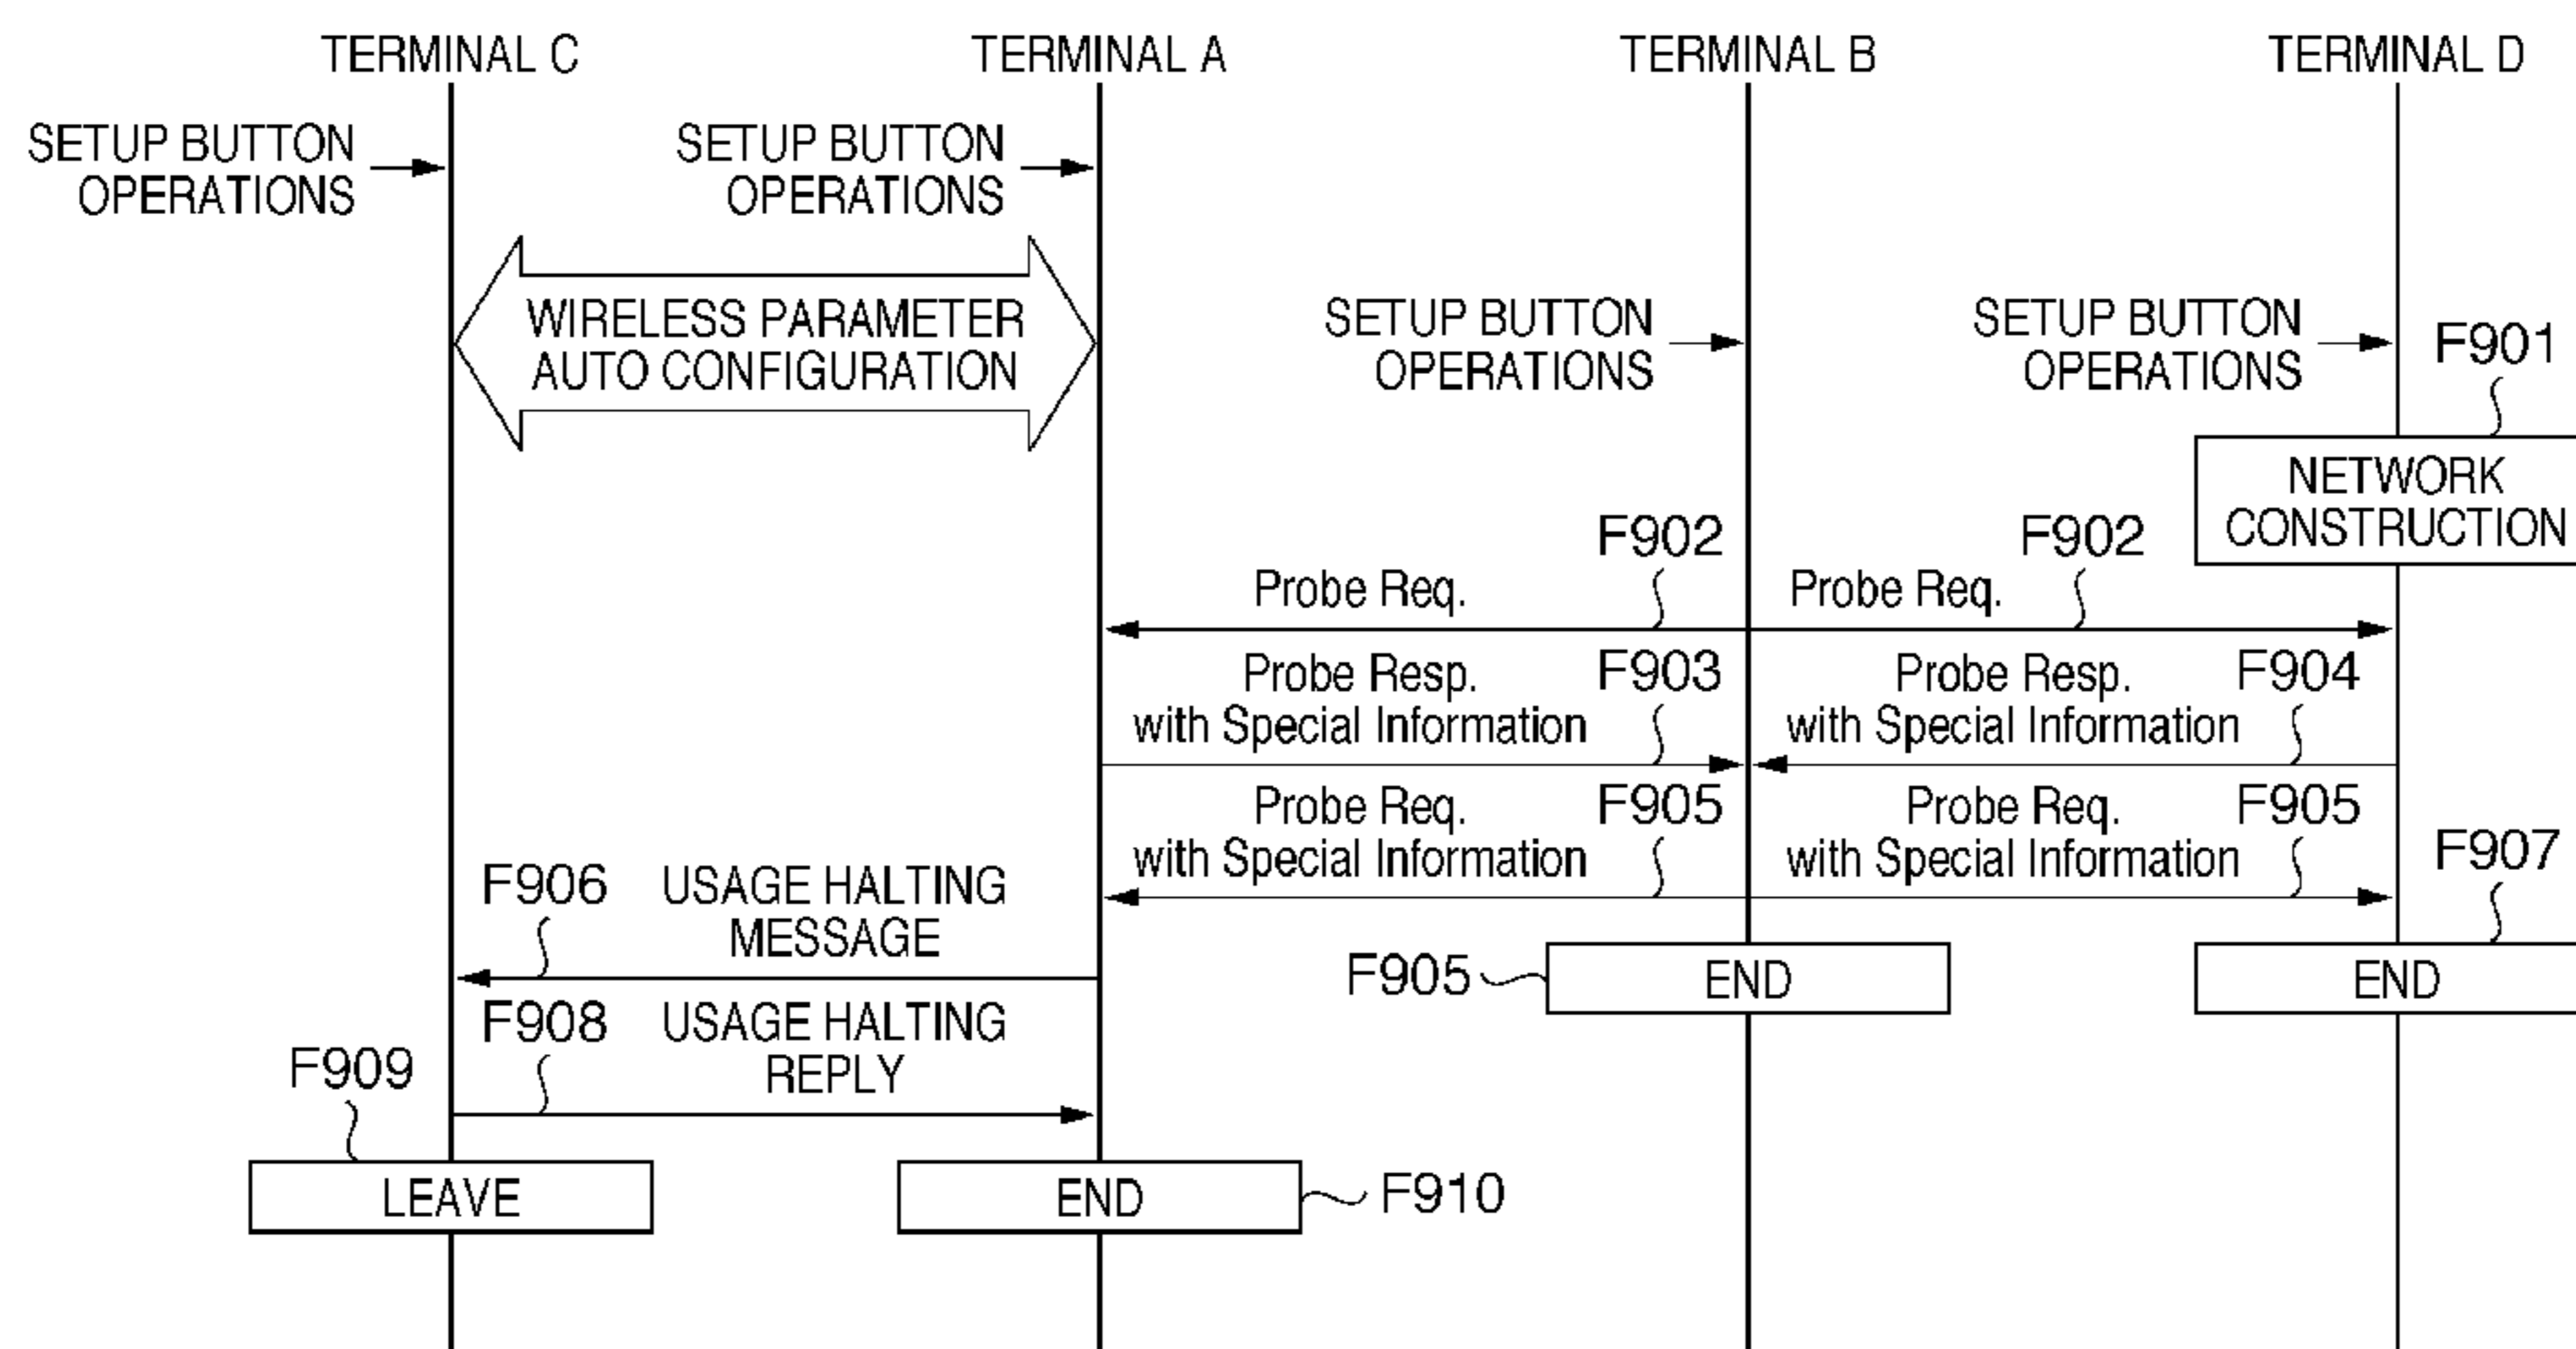 TERMINAL C
TERMINAL A
TERMINAL B
TERMINAL D
SETUP BUTTON
OPERATIONS
SETUP BUTTON
OPERATIONS
WIRELESS PARAMETER
AUTO CONFIGURATION
SETUP BUTTON
OPERATIONS
SETUP BUTTON
OPERATIONS
F901
NETWORK
CONSTRUCTION
F902
F902
Probe Req.
Probe Req.
Probe Resp.
with Special Information
F903
Probe Resp.
with Special Information
F904
Probe Req.
with Special Information
F905
Probe Req.
with Special Information
F905
F907
F906
USAGE HALTING
MESSAGE
F905
END
END
F908
USAGE HALTING
REPLY
F909
LEAVE
END
F910